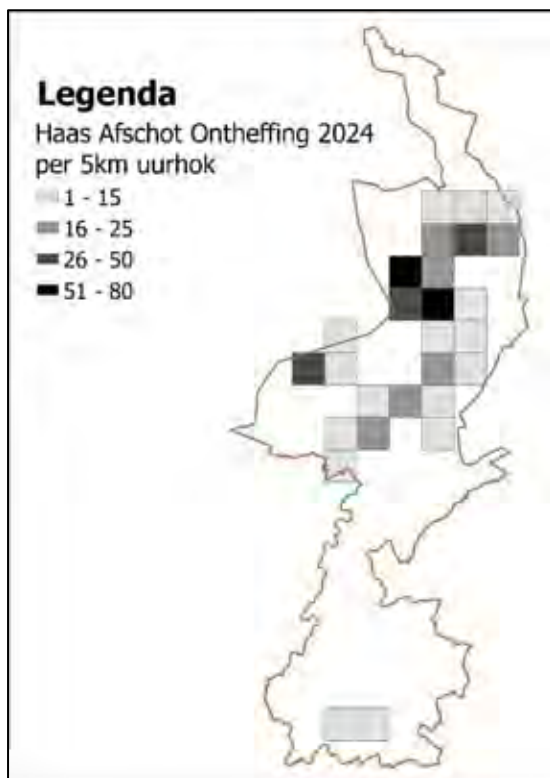 Legenda
Haas Afschot Ontheffing 2024
per 5km uurhok
1 - 15
16 - 25
26 - 50
51 - 80